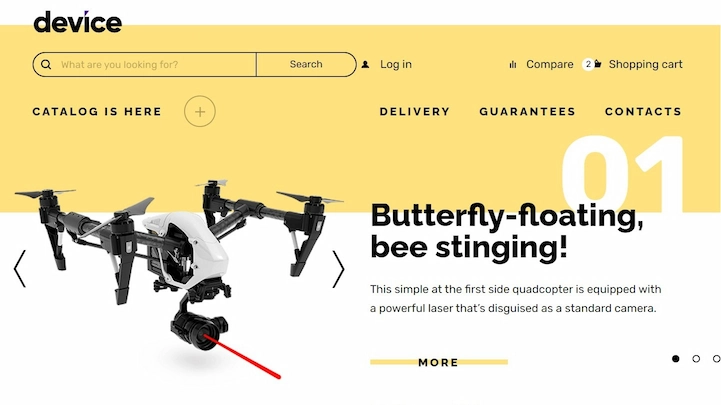 device
What are you looking for?
Search
Log in
Compare
2
Shopping cart
CATALOG IS HERE
+
DELIVERY
GUARANTEES
CONTACTS
01
Butterfly-floating,
bee stinging!
This simple at the first side quadcopter is equipped with
a powerful laser that's disguised as a standard camera.
MORE